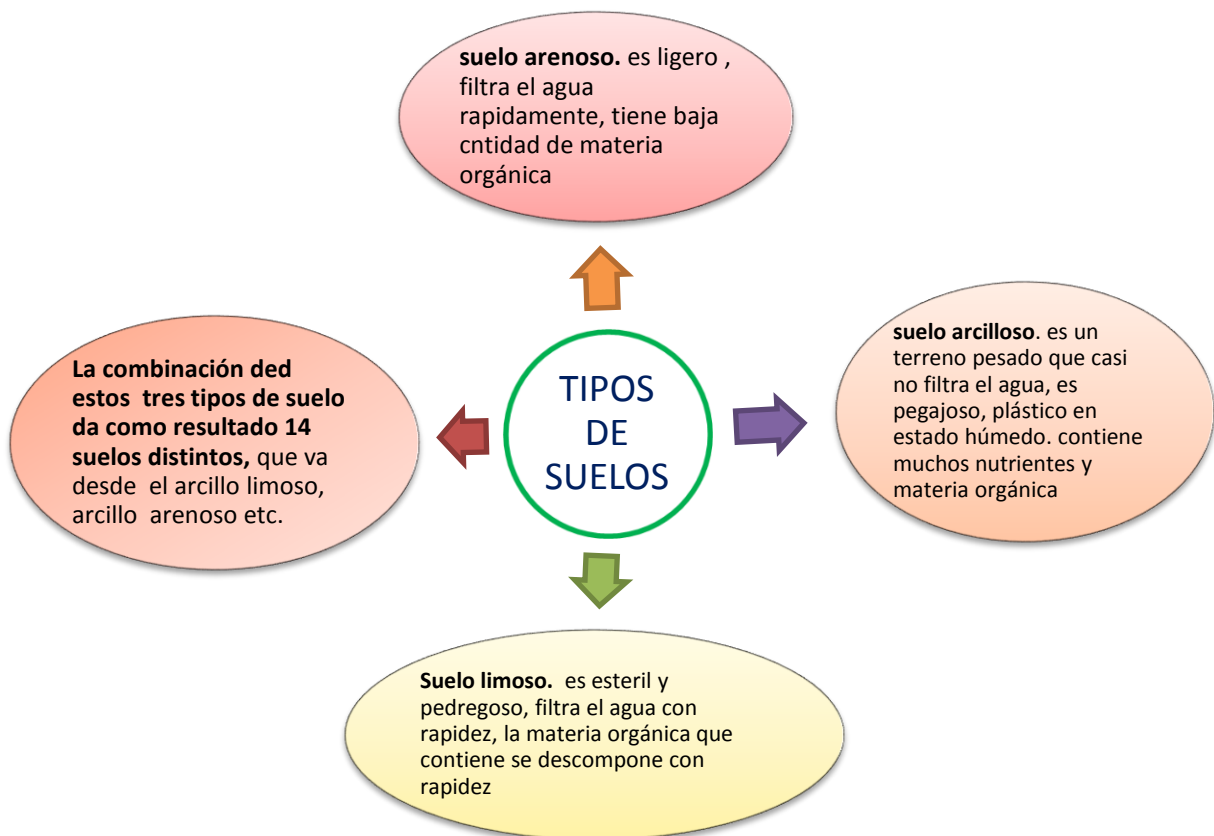 suelo arenoso. es ligero ,
filtra el agua
rapidamente, tiene baja
cntidad de materia
orgánica
La combinación ded
estos tres tipos de suelo
da como resultado 14
suelos distintos, que va
desde el arcillo limoso,
arcillo arenoso etc.
TIPOS
DE
SUELOS
suelo arcilloso. es un
terreno pesado que casi
no filtra el agua, es
pegajoso, plástico en
estado húmedo. contiene
muchos nutrientes y
materia orgánica
Suelo limoso. es esteril y
pedregoso, filtra el agua con
rapidez, la materia orgánica que
contiene se descompone con
rapidez